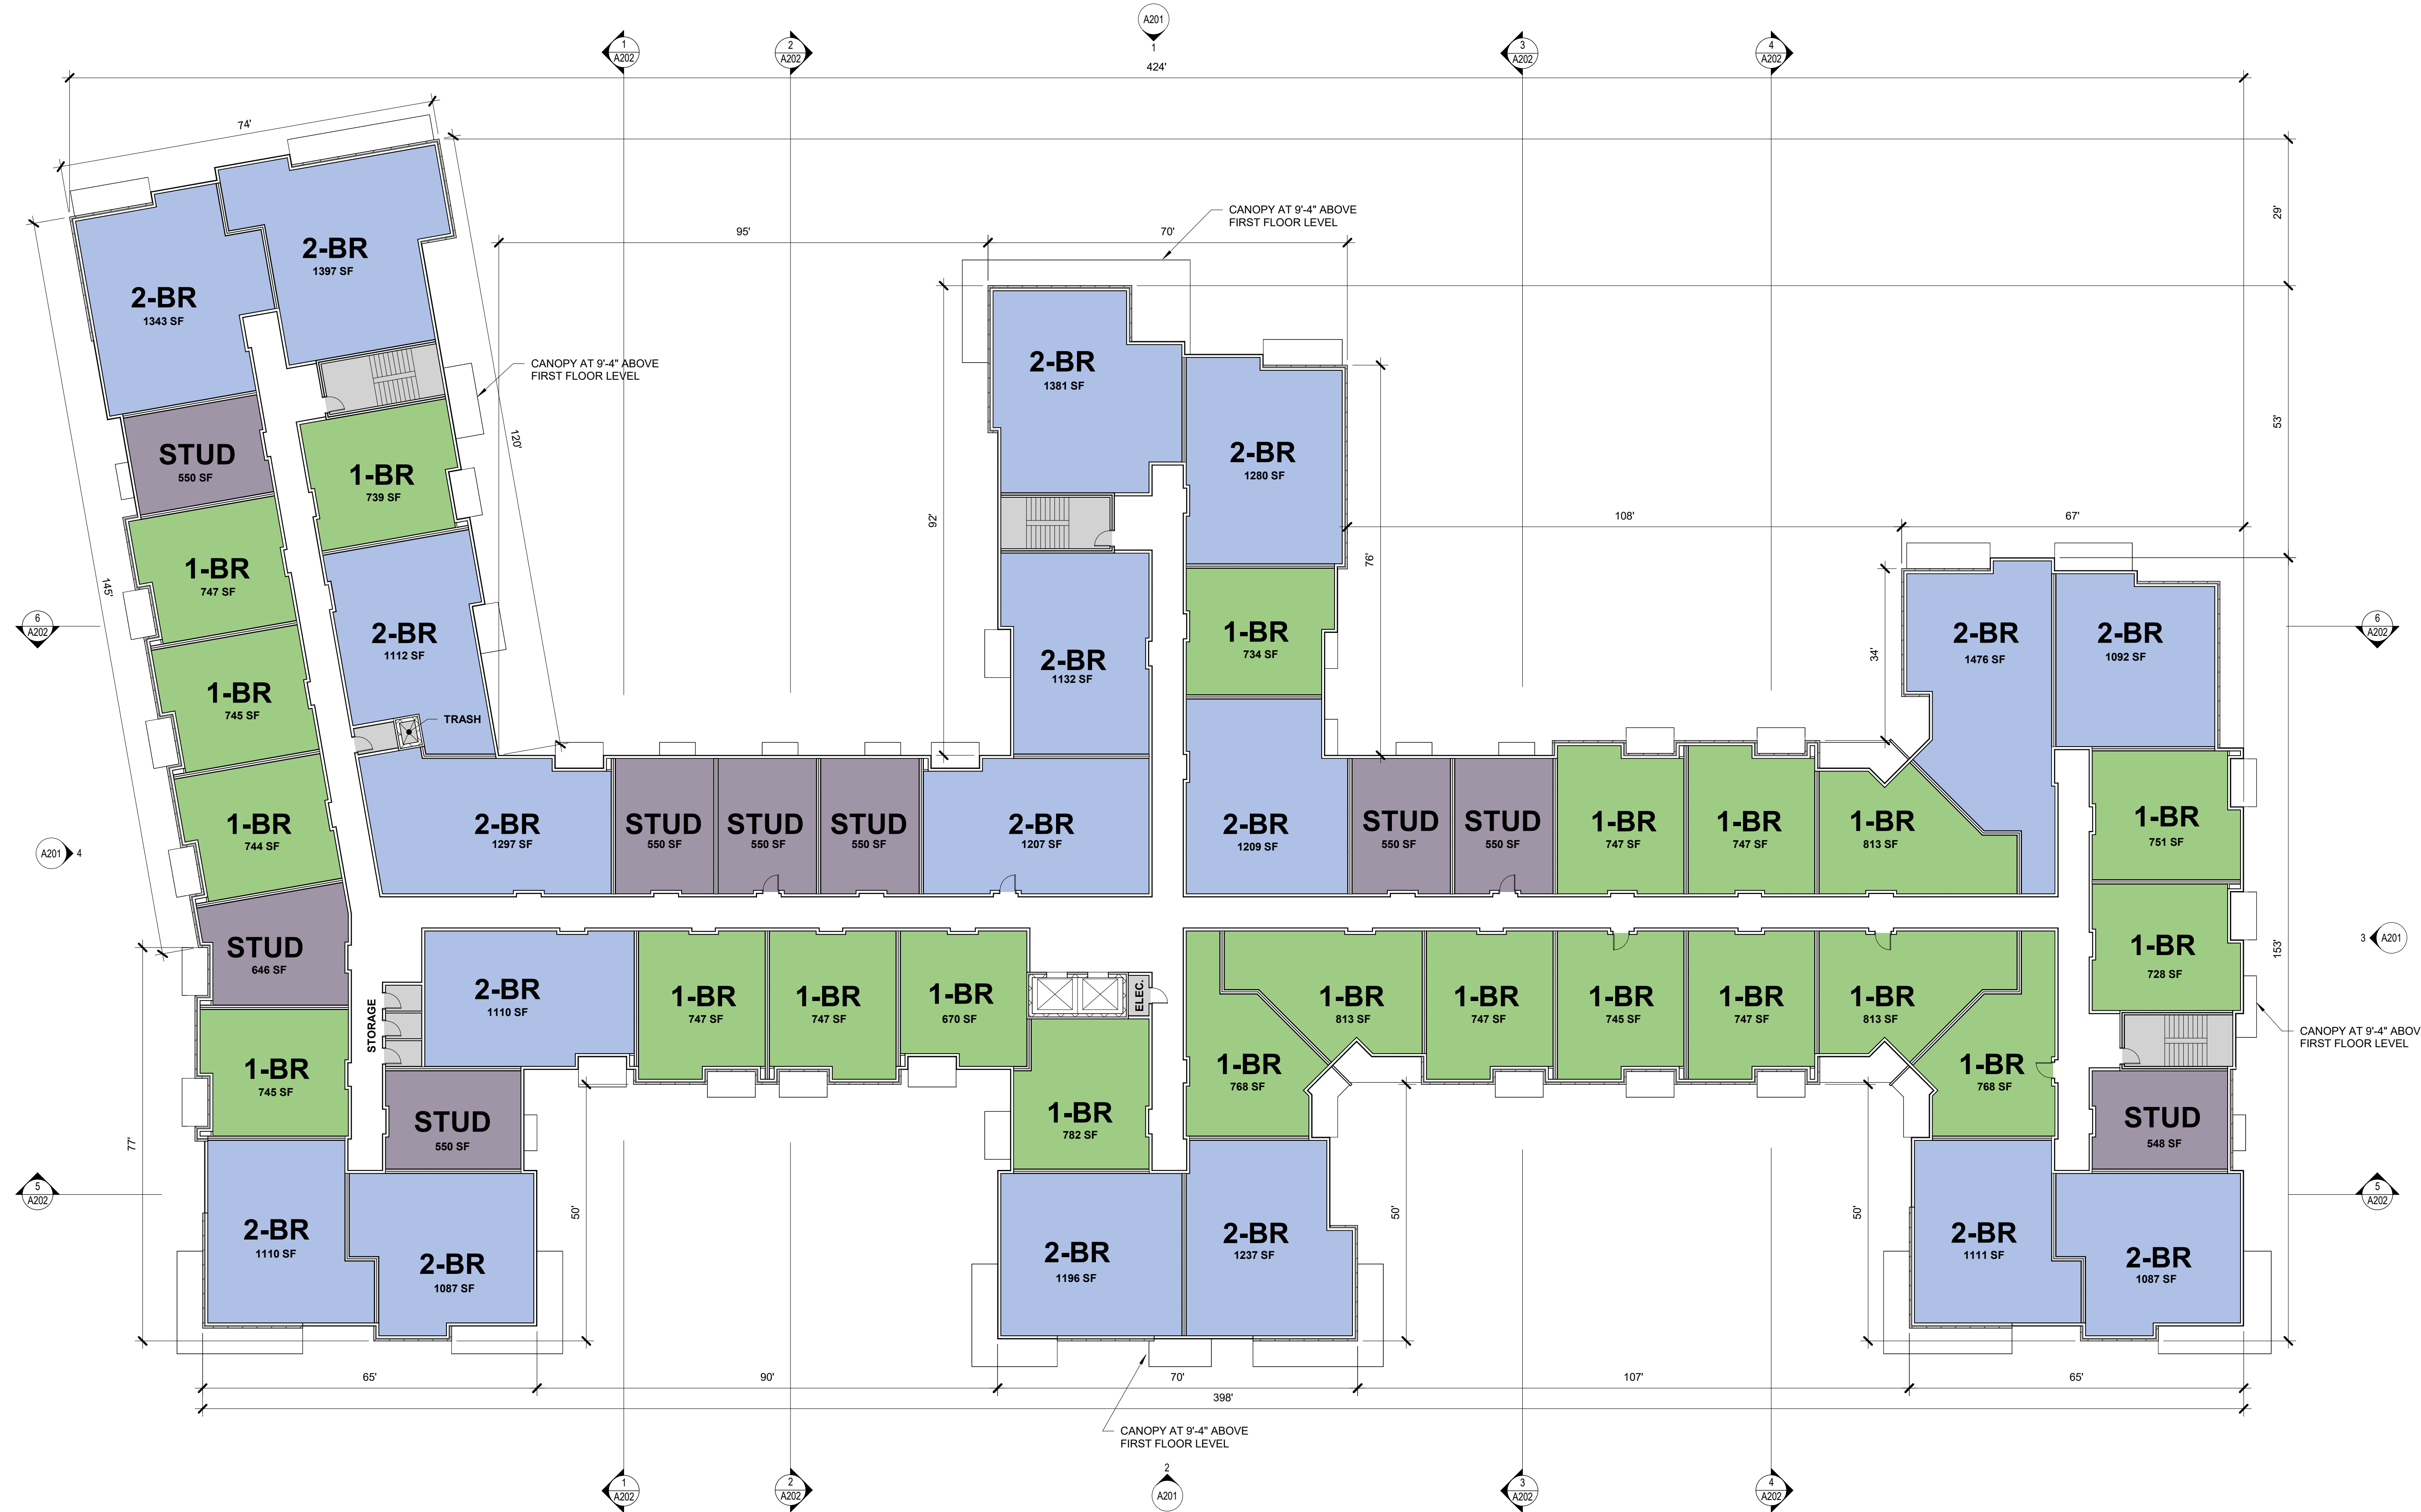 A201
1
1
A202
2
A202
3
A202
4
A202
424'
74'
29'
CANOPY AT 9'-4" ABOVE
FIRST FLOOR LEVEL
95'
70'
2-BR
1397 SF
2-BR
1343 SF
CANOPY AT 9'-4" ABOVE
FIRST FLOOR LEVEL
2-BR
1381 SF
53'
STUD
550 SF
1-BR
739 SF
120'
2-BR
1280 SF
92'
108'
67'
76'
1-BR
747 SF
145'
6
A202
2-BR
1112 SF
2-BR
1132 SF
1-BR
734 SF
34'
2-BR
1476 SF
2-BR
1092 SF
6
A202
1-BR
745 SF
TRASH
A201
4
1-BR
744 SF
2-BR
1297 SF
STUD
550 SF
STUD
550 SF
STUD
550 SF
2-BR
1207 SF
2-BR
1209 SF
STUD
550 SF
STUD
550 SF
1-BR
747 SF
1-BR
747 SF
1-BR
813 SF
1-BR
751 SF
STUD
646 SF
1-BR
728 SF
153'
3
A201
STORAGE
2-BR
1110 SF
1-BR
747 SF
1-BR
747 SF
1-BR
670 SF
ELEC.
1-BR
813 SF
1-BR
747 SF
1-BR
745 SF
1-BR
747 SF
1-BR
813 SF
CANOPY AT 9'-4" ABOV
FIRST FLOOR LEVEL
1-BR
745 SF
1-BR
768 SF
1-BR
768 SF
77'
STUD
550 SF
1-BR
782 SF
STUD
548 SF
5
A202
50'
50'
50'
5
A202
2-BR
1110 SF
2-BR
1087 SF
2-BR
1196 SF
2-BR
1237 SF
2-BR
1111 SF
2-BR
1087 SF
65'
90'
70'
107'
65'
398'
CANOPY AT 9'-4" ABOVE
FIRST FLOOR LEVEL
1
A202
2
A202
2
A201
3
A202
4
A202